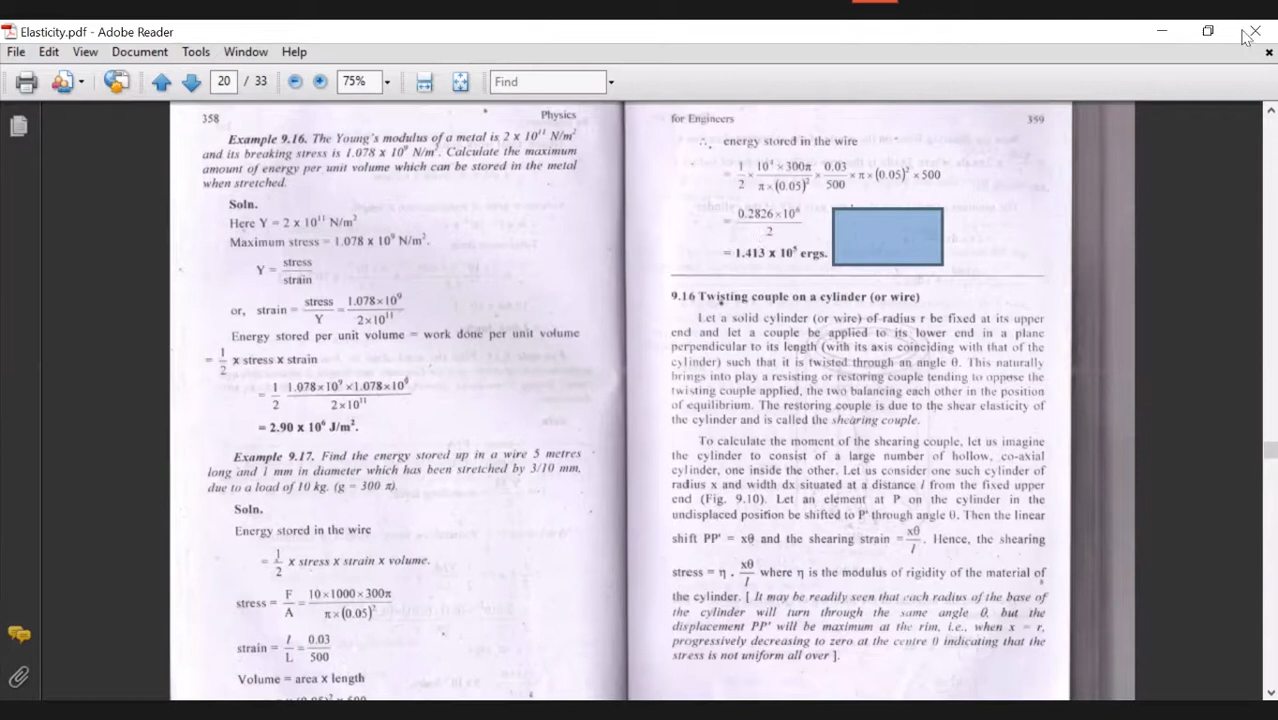 Elasticity.pdf - Adobe Reader
File Edit View Document Tools Window Help
20 / 33 75% Find
358 Physics
Example 9.16. The Young's modulus of a metal is 2 x 10¹¹ N/m²
and its breaking stress is 1.078 x 10⁹ N/m². Calculate the maximum
amount of energy per unit volume which can be stored in the metal
when stretched.
Soln.
Here Y = 2 x 10¹¹ N/m²
Maximum stress = 1.078 x 10⁹ N/m².
Y = stress / strain
or, strain = stress / Y = 1.078×10⁹ / 2×10¹¹
Energy stored per unit volume = work done per unit volume
= 1/2 x stress x strain
= 1/2 1.078×10⁹ ×1.078×10⁹ / 2×10¹¹
= 2.90 x 10⁶ J/m².
Example 9.17. Find the energy stored up in a wire 5 metres
long and 1 mm in diameter which has been stretched by 3/10 mm,
due to a load of 10 kg. (g = 300 π).
Soln.
Energy stored in the wire
= 1/2 x stress x strain x volume.
stress = F/A = 10×1000×300π / π×(0.05)²
strain = l/L = 0.03/500
Volume = area x length
for Engineers 359
∴ energy stored in the wire
= 1/2 × 10⁴×300π / π×(0.05)² × 0.03/500 × π×(0.05)² ×500
= 0.2826×10⁶ / 2
= 1.413 x 10⁵ ergs.
9.16 Twisting couple on a cylinder (or wire)
Let a solid cylinder (or wire) of radius r be fixed at its upper
end and let a couple be applied to its lower end in a plane
perpendicular to its length (with its axis coinciding with that of the
cylinder) such that it is twisted through an angle θ. This naturally
brings into play a resisting or restoring couple tending to oppose the
twisting couple applied, the two balancing each other in the position
of equilibrium. The restoring couple is due to the shear elasticity of
the cylinder and is called the shearing couple.
To calculate the moment of the shearing couple, let us imagine
the cylinder to consist of a large number of hollow, co-axial
cylinder, one inside the other. Let us consider one such cylinder of
radius x and width dx situated at a distance l from the fixed upper
end (Fig. 9.10). Let an element at P on the cylinder in the
undisplaced position be shifted to P' through angle θ. Then the linear
shift PP' = xθ and the shearing strain = xθ/l. Hence, the shearing
stress = η . xθ/l where η is the modulus of rigidity of the material of
the cylinder. [ It may be readily seen that each radius of the base of
the cylinder will turn through the same angle θ, but the
displacement PP' will be maximum at the rim, i.e., when x = r,
progressively decreasing to zero at the centre 0 indicating that the
stress is not uniform all over ].